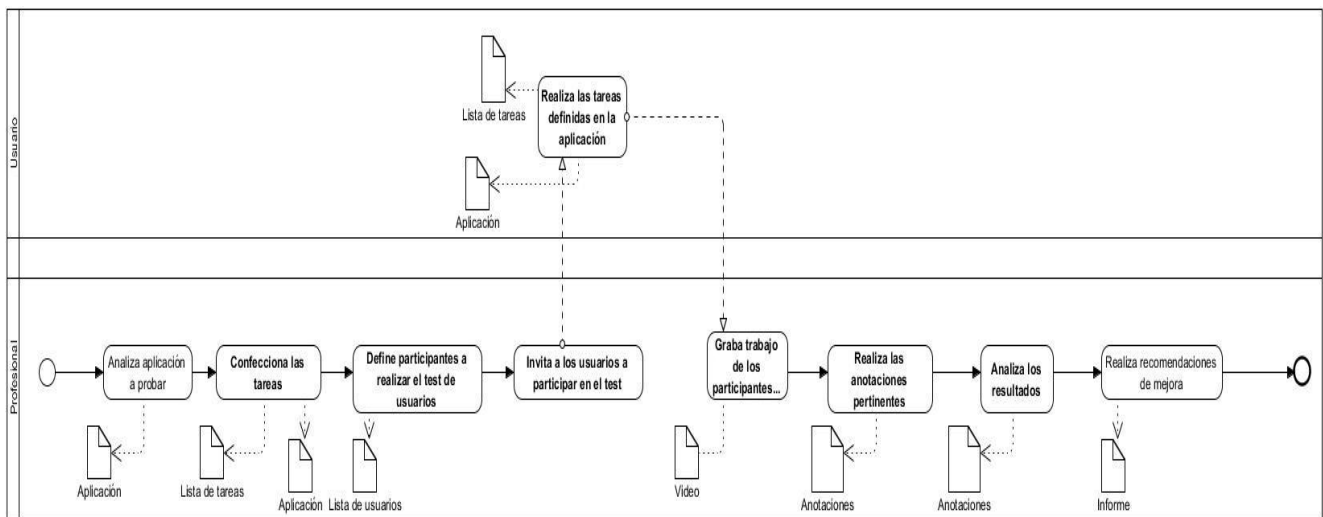 Usuario
Lista de tareas
Realiza las tareas
definidas en la
aplicación
Aplicación
Profesional
Analiza aplicación
a probar
Confecciona las
tareas
Define participantes a
realizar el test de
usuarios
Invita a los usuarios a
participar en el test
Graba trabajo
de los
participantes...
Realiza las
anotaciones
pertinentes
Analiza los
resultados
Realiza recomendaciones
de mejora
Aplicación
Lista de tareas
Aplicación
Lista de usuarios
Video
Anotaciones
Anotaciones
Informe